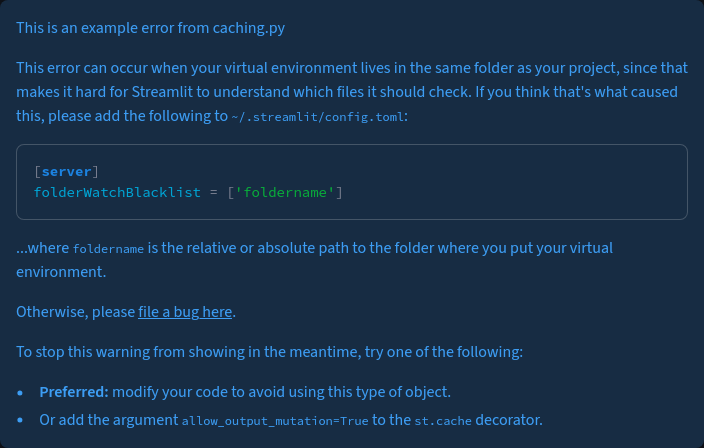 This is an example error from caching.py
This error can occur when your virtual environment lives in the same folder as your project, since that
makes it hard for Streamlit to understand which files it should check. If you think that's what caused
this, please add the following to ~/.streamlit/config.toml:
[server]
folderWatchBlacklist = ['foldername']
...where foldername is the relative or absolute path to the folder where you put your virtual
environment.
Otherwise, please file a bug here.
To stop this warning from showing in the meantime, try one of the following:
• Preferred: modify your code to avoid using this type of object.
• Or add the argument allow_output_mutation=True to the st.cache decorator.